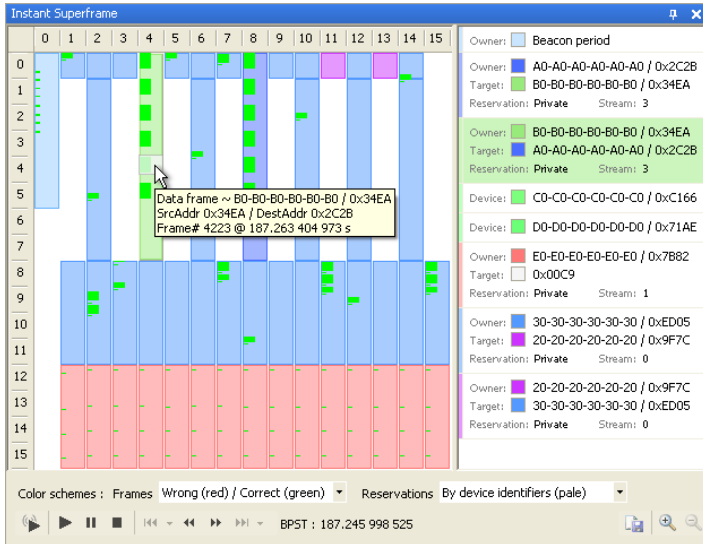 Instant Superframe
0 1 2 3 4 5 6 7 8 9 10 11 12 13 14 15
0
1
2
3
4
5
6
7
8
9
10
11
12
13
14
15
Data frame ~ B0-B0-B0-B0-B0-B0 / 0x34EA
SrcAddr 0x34EA / DestAddr 0x2C2B
Frame# 4223 @ 187.263 404 973 s
Owner: Beacon period
Owner: A0-A0-A0-A0-A0-A0 / 0x2C2B
Target: B0-B0-B0-B0-B0-B0 / 0x34EA
Reservation: Private Stream: 3
Owner: B0-B0-B0-B0-B0-B0 / 0x34EA
Target: A0-A0-A0-A0-A0-A0 / 0x2C2B
Reservation: Private Stream: 3
Device: C0-C0-C0-C0-C0-C0 / 0xC166
Device: D0-D0-D0-D0-D0-D0 / 0x71AE
Owner: E0-E0-E0-E0-E0-E0 / 0x7B82
Target: 0x00C9
Reservation: Private Stream: 1
Owner: 30-30-30-30-30-30 / 0xED05
Target: 20-20-20-20-20-20 / 0x9F7C
Reservation: Private Stream: 0
Owner: 20-20-20-20-20-20 / 0x9F7C
Target: 30-30-30-30-30-30 / 0xED05
Reservation: Private Stream: 0
Color schemes : Frames Wrong (red) / Correct (green) Reservations By device identifiers (pale)
BPST : 187.245 998 525